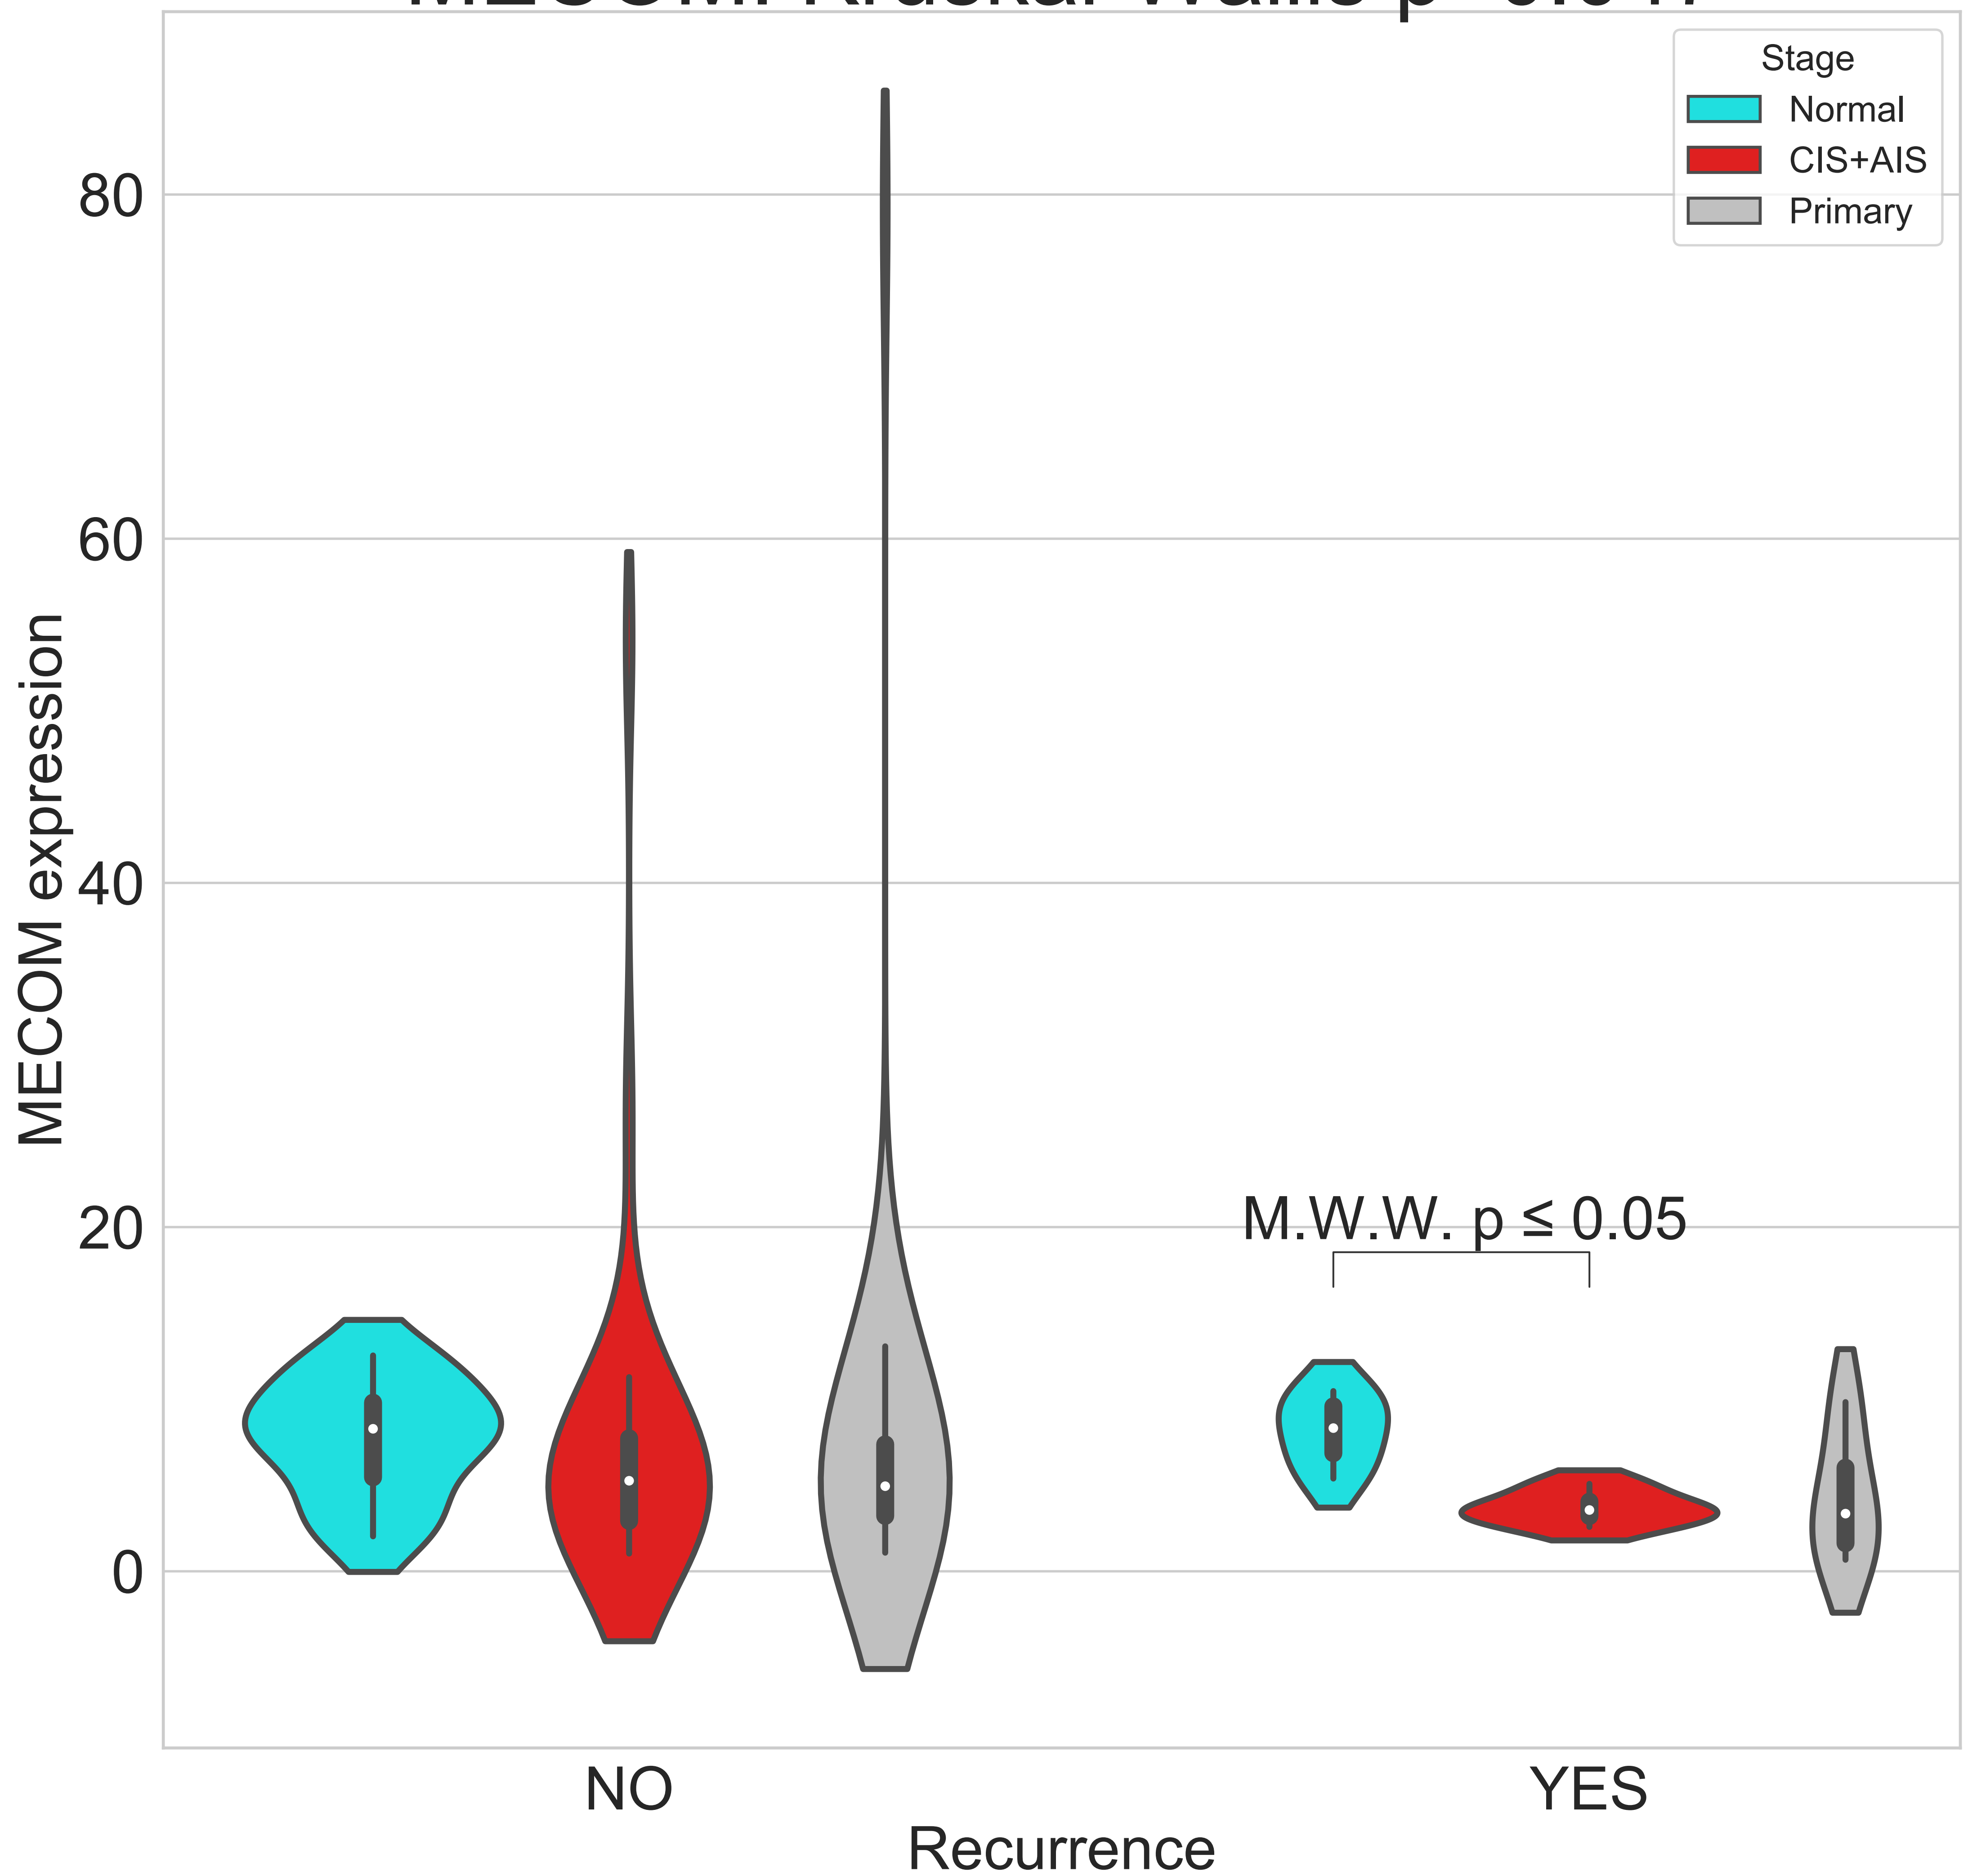 Stage
Normal
CIS+AIS
Primary
80
60
40
20
0
MECOM expression
M.W.W. p ≤ 0.05
NO
YES
Recurrence